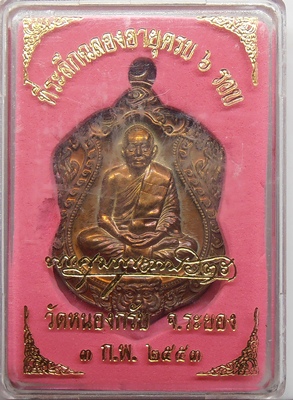 ที่ระลึกฉลองอายุครบ ๖ รอบ
วัดหนองกรับ จ.ระยอง
๓ ก.พ. ๒๕๕๓